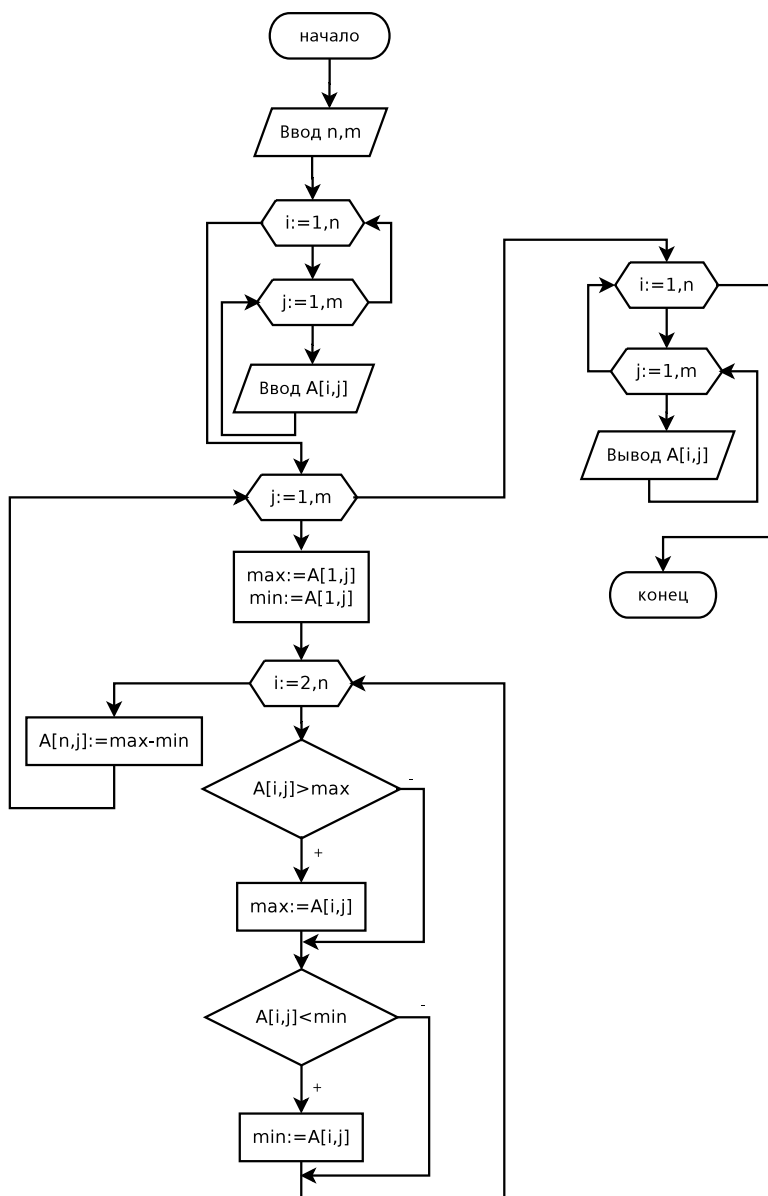 начало
Ввод n,m
i:=1,n
j:=1,m
Ввод A[i,j]
j:=1,m
max:=A[1,j]
min:=A[1,j]
i:=2,n
A[n,j]:=max-min
A[i,j]>max
-
+
max:=A[i,j]
A[i,j]<min
-
+
min:=A[i,j]
i:=1,n
j:=1,m
Вывод A[i,j]
конец